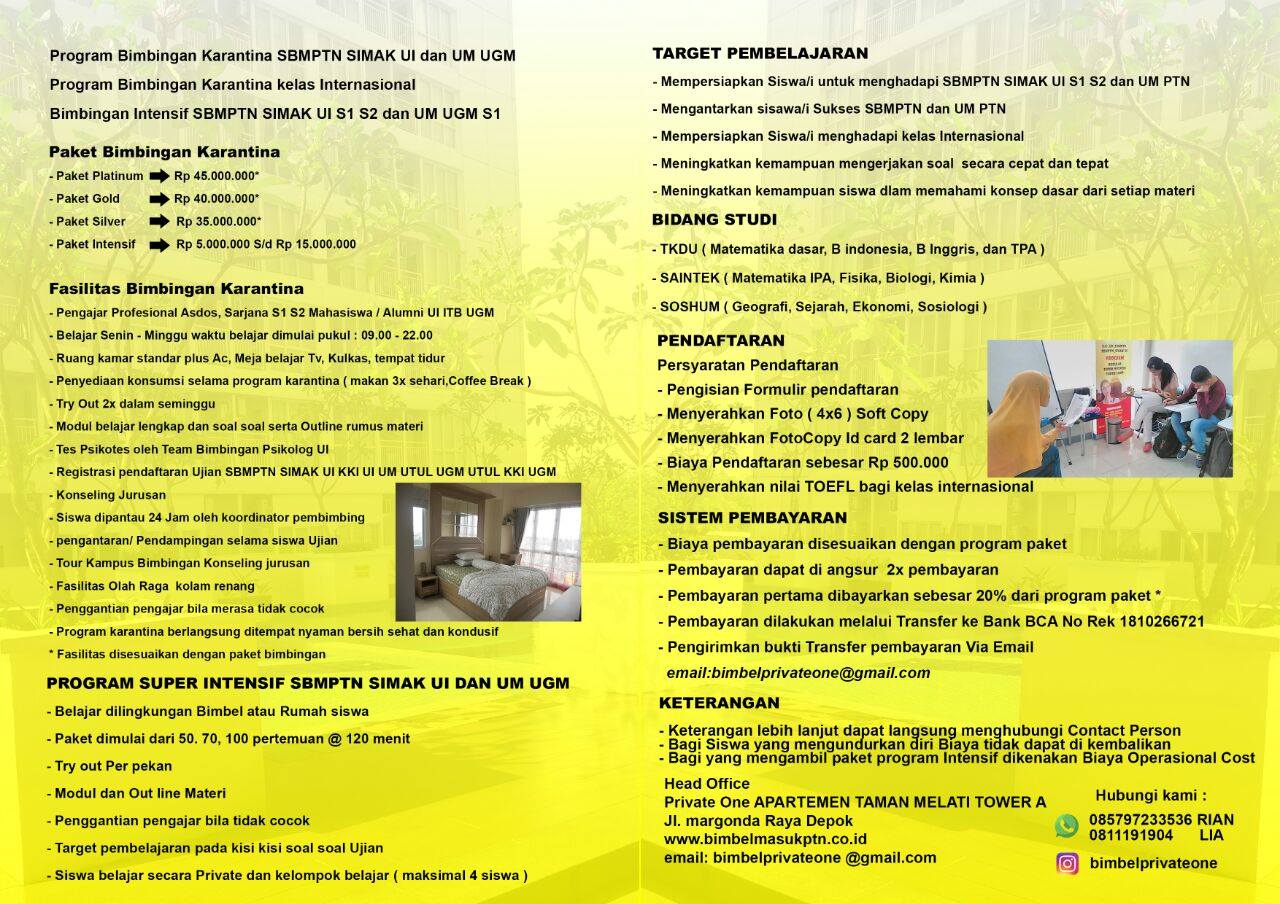 Program Bimbingan Karantina SBMPTN SIMAK UI dan UM UGM
Program Bimbingan Karantina kelas Internasional
Bimbingan Intensif SBMPTN SIMAK UI S1 S2 dan UM UGM S1
Paket Bimbingan Karantina
- Paket Platinum Rp 45.000.000*
- Paket Gold Rp 40.000.000*
- Paket Silver Rp 35.000.000*
- Paket Intensif Rp 5.000.000 S/d Rp 15.000.000
Fasilitas Bimbingan Karantina
- Pengajar Profesional Asdos, Sarjana S1 S2 Mahasiswa / Alumni UI ITB UGM
- Belajar Senin - Minggu waktu belajar dimulai pukul : 09.00 - 22.00
- Ruang kamar standar plus Ac, Meja belajar Tv, Kulkas, tempat tidur
- Penyediaan konsumsi selama program karantina ( makan 3x sehari,Coffee Break )
- Try Out 2x dalam seminggu
- Modul belajar lengkap dan soal soal serta Outline rumus materi
- Tes Psikotes oleh Team Bimbingan Psikolog UI
- Registrasi pendaftaran Ujian SBMPTN SIMAK UI KKI UI UM UTUL UGM UTUL KKI UGM
- Konseling Jurusan
- Siswa dipantau 24 Jam oleh koordinator pembimbing
- pengantaran/ Pendampingan selama siswa Ujian
- Tour Kampus Bimbingan Konseling jurusan
- Fasilitas Olah Raga kolam renang
- Penggantian pengajar bila merasa tidak cocok
- Program karantina berlangsung ditempat nyaman bersih sehat dan kondusif
* Fasilitas disesuaikan dengan paket bimbingan
PROGRAM SUPER INTENSIF SBMPTN SIMAK UI DAN UM UGM
- Belajar dilingkungan Bimbel atau Rumah siswa
- Paket dimulai dari 50. 70, 100 pertemuan @ 120 menit
- Try out Per pekan
- Modul dan Out line Materi
- Penggantian pengajar bila tidak cocok
- Target pembelajaran pada kisi kisi soal soal Ujian
- Siswa belajar secara Private dan kelompok belajar ( maksimal 4 siswa )
TARGET PEMBELAJARAN
- Mempersiapkan Siswa/i untuk menghadapi SBMPTN SIMAK UI S1 S2 dan UM PTN
- Mengantarkan sisawa/i Sukses SBMPTN dan UM PTN
- Mempersiapkan Siswa/i menghadapi kelas Internasional
- Meningkatkan kemampuan mengerjakan soal secara cepat dan tepat
- Meningkatkan kemampuan siswa dlam memahami konsep dasar dari setiap materi
BIDANG STUDI
- TKDU ( Matematika dasar, B indonesia, B Inggris, dan TPA )
- SAINTEK ( Matematika IPA, Fisika, Biologi, Kimia )
- SOSHUM ( Geografi, Sejarah, Ekonomi, Sosiologi )
PENDAFTARAN
Persyaratan Pendaftaran
- Pengisian Formulir pendaftaran
- Menyerahkan Foto ( 4x6 ) Soft Copy
- Menyerahkan FotoCopy Id card 2 lembar
- Biaya Pendaftaran sebesar Rp 500.000
- Menyerahkan nilai TOEFL bagi kelas internasional
SISTEM PEMBAYARAN
- Biaya pembayaran disesuaikan dengan program paket
- Pembayaran dapat di angsur 2x pembayaran
- Pembayaran pertama dibayarkan sebesar 20% dari program paket *
- Pembayaran dilakukan melalui Transfer ke Bank BCA No Rek 1810266721
- Pengirimkan bukti Transfer pembayaran Via Email
email:bimbelprivateone@gmail.com
KETERANGAN
- Keterangan lebih lanjut dapat langsung menghubungi Contact Person
- Bagi Siswa yang mengundurkan diri Biaya tidak dapat di kembalikan
- Bagi yang mengambil paket program Intensif dikenakan Biaya Operasional Cost
Head Office
Private One APARTEMEN TAMAN MELATI TOWER A
Jl. margonda Raya Depok
www.bimbelmasukptn.co.id
email: bimbelprivateone @gmail.com
Hubungi kami :
085797233536 RIAN
0811191904 LIA
bimbelprivateone